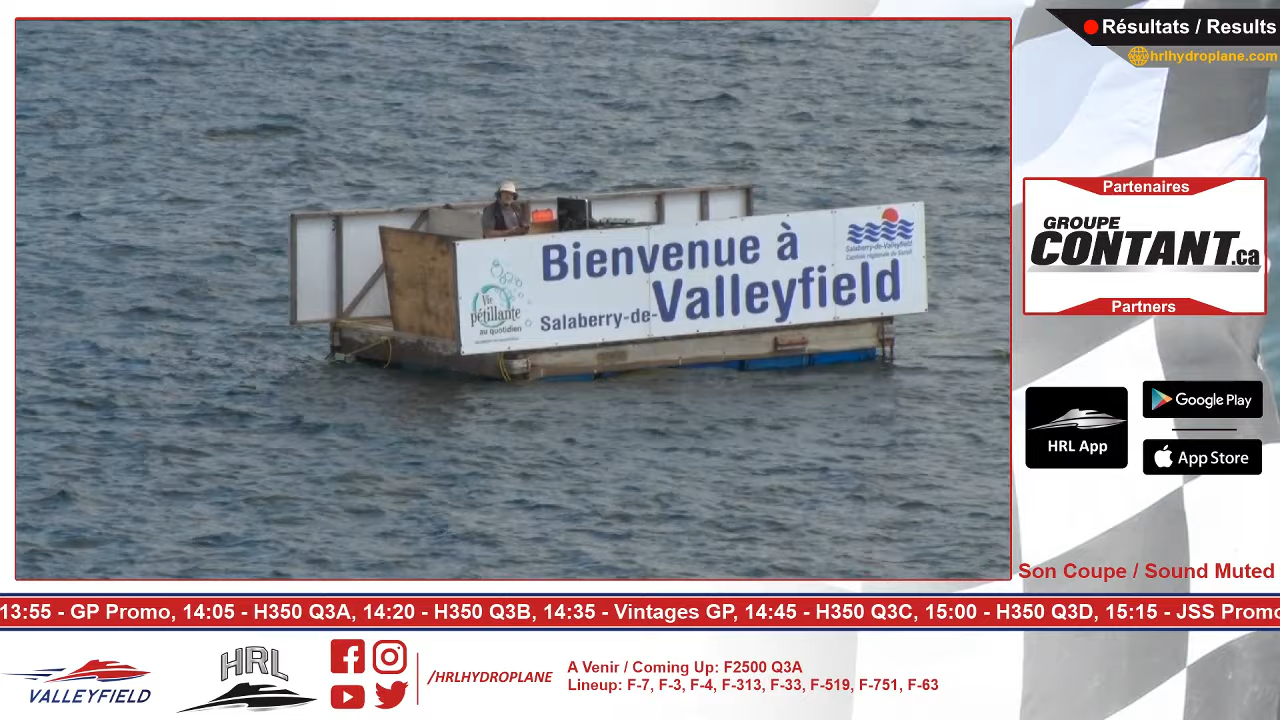 Résultats / Results
hrlhydroplane.com
Bienvenue à
Salaberry-de-Valleyfield
Vie
pétillante
au quotidien
Salaberry-de-Valleyfield
Partenaires
GROUPE
CONTANT.ca
Partners
HRL App
Google Play
App Store
Son Coupe / Sound Muted
13:55 - GP Promo, 14:05 - H350 Q3A, 14:20 - H350 Q3B, 14:35 - Vintages GP, 14:45 - H350 Q3C, 15:00 - H350 Q3D, 15:15 - JSS Promo
VALLEYFIELD
HRL
/HRLHYDROPLANE
A Venir / Coming Up: F2500 Q3A
Lineup: F-7, F-3, F-4, F-313, F-33, F-519, F-751, F-63